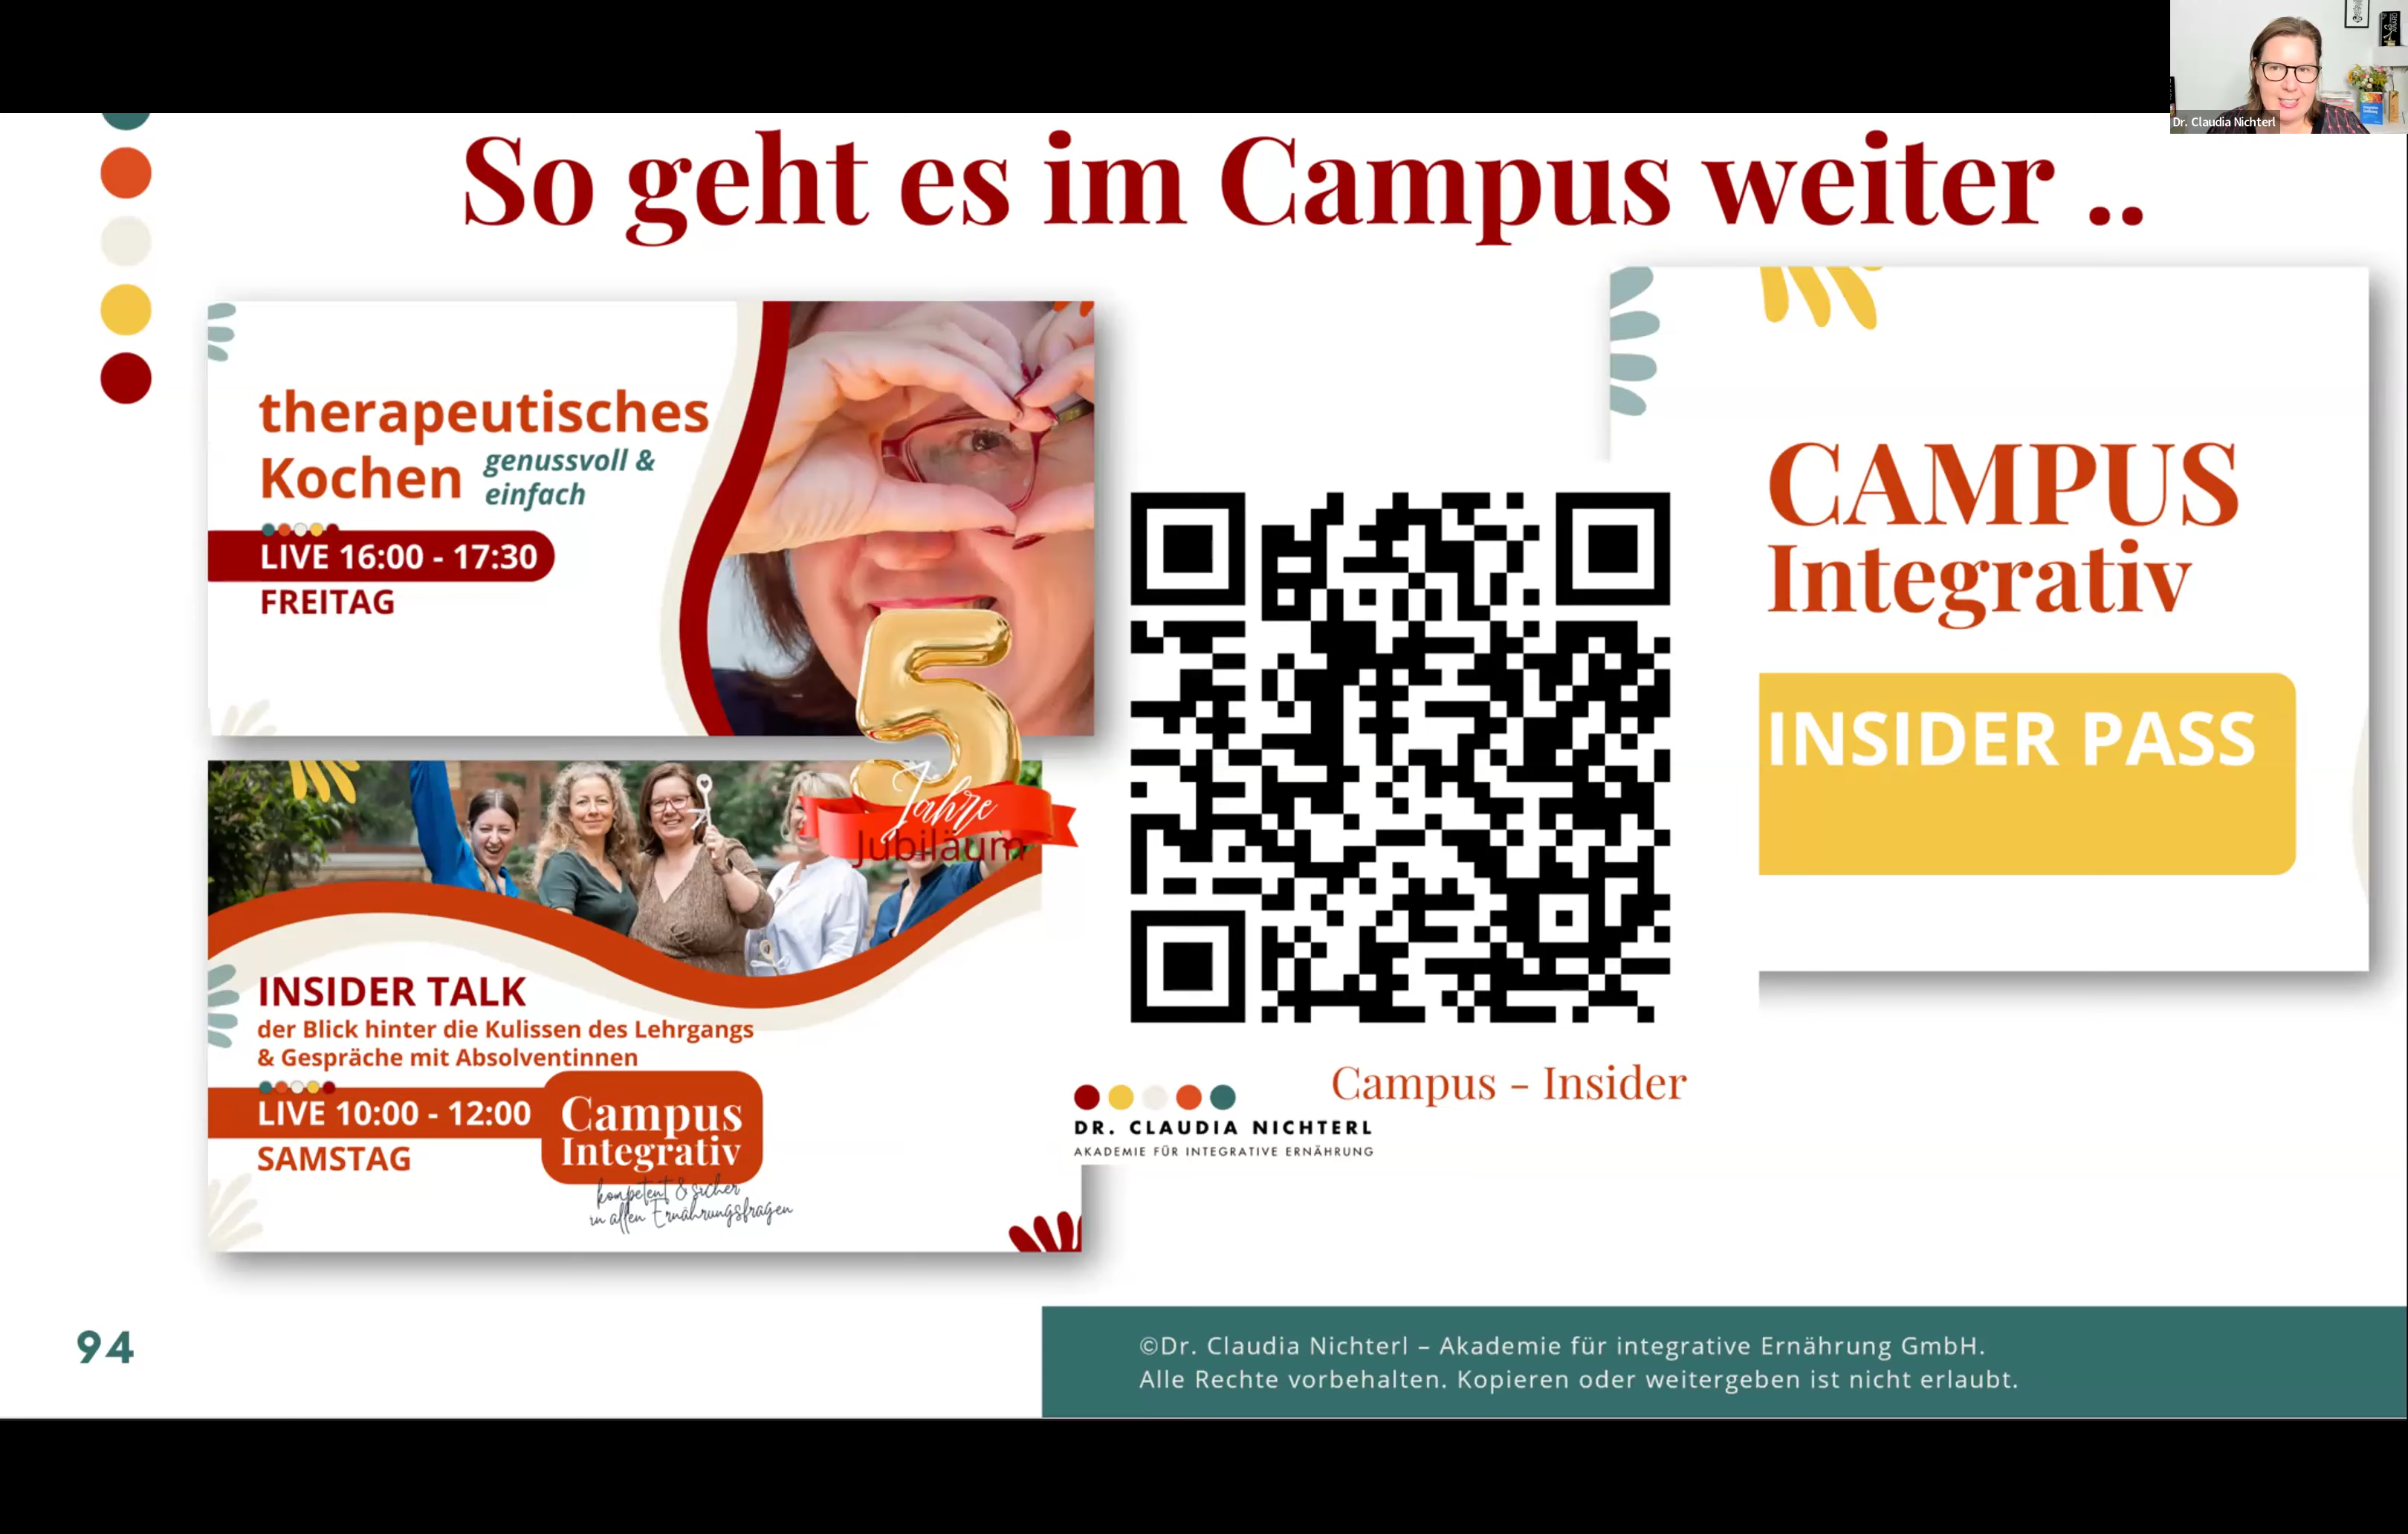 Dr. Claudia Nichterl
So geht es im Campus weiter ..
therapeutisches
Kochen
genussvoll &
einfach
LIVE 16:00 - 17:30
FREITAG
5
Jahre
Jubiläum
INSIDER TALK
der Blick hinter die Kulissen des Lehrgangs
& Gespräche mit Absolventinnen
LIVE 10:00 - 12:00
SAMSTAG
Campus
Integrativ
kompetent & sicher
in allen Ernährungsfragen
CAMPUS
Integrativ
INSIDER PASS
Campus - Insider
DR. CLAUDIA NICHTERL
AKADEMIE FÜR INTEGRATIVE ERNÄHRUNG
94
©Dr. Claudia Nichterl – Akademie für integrative Ernährung GmbH.
Alle Rechte vorbehalten. Kopieren oder weitergeben ist nicht erlaubt.